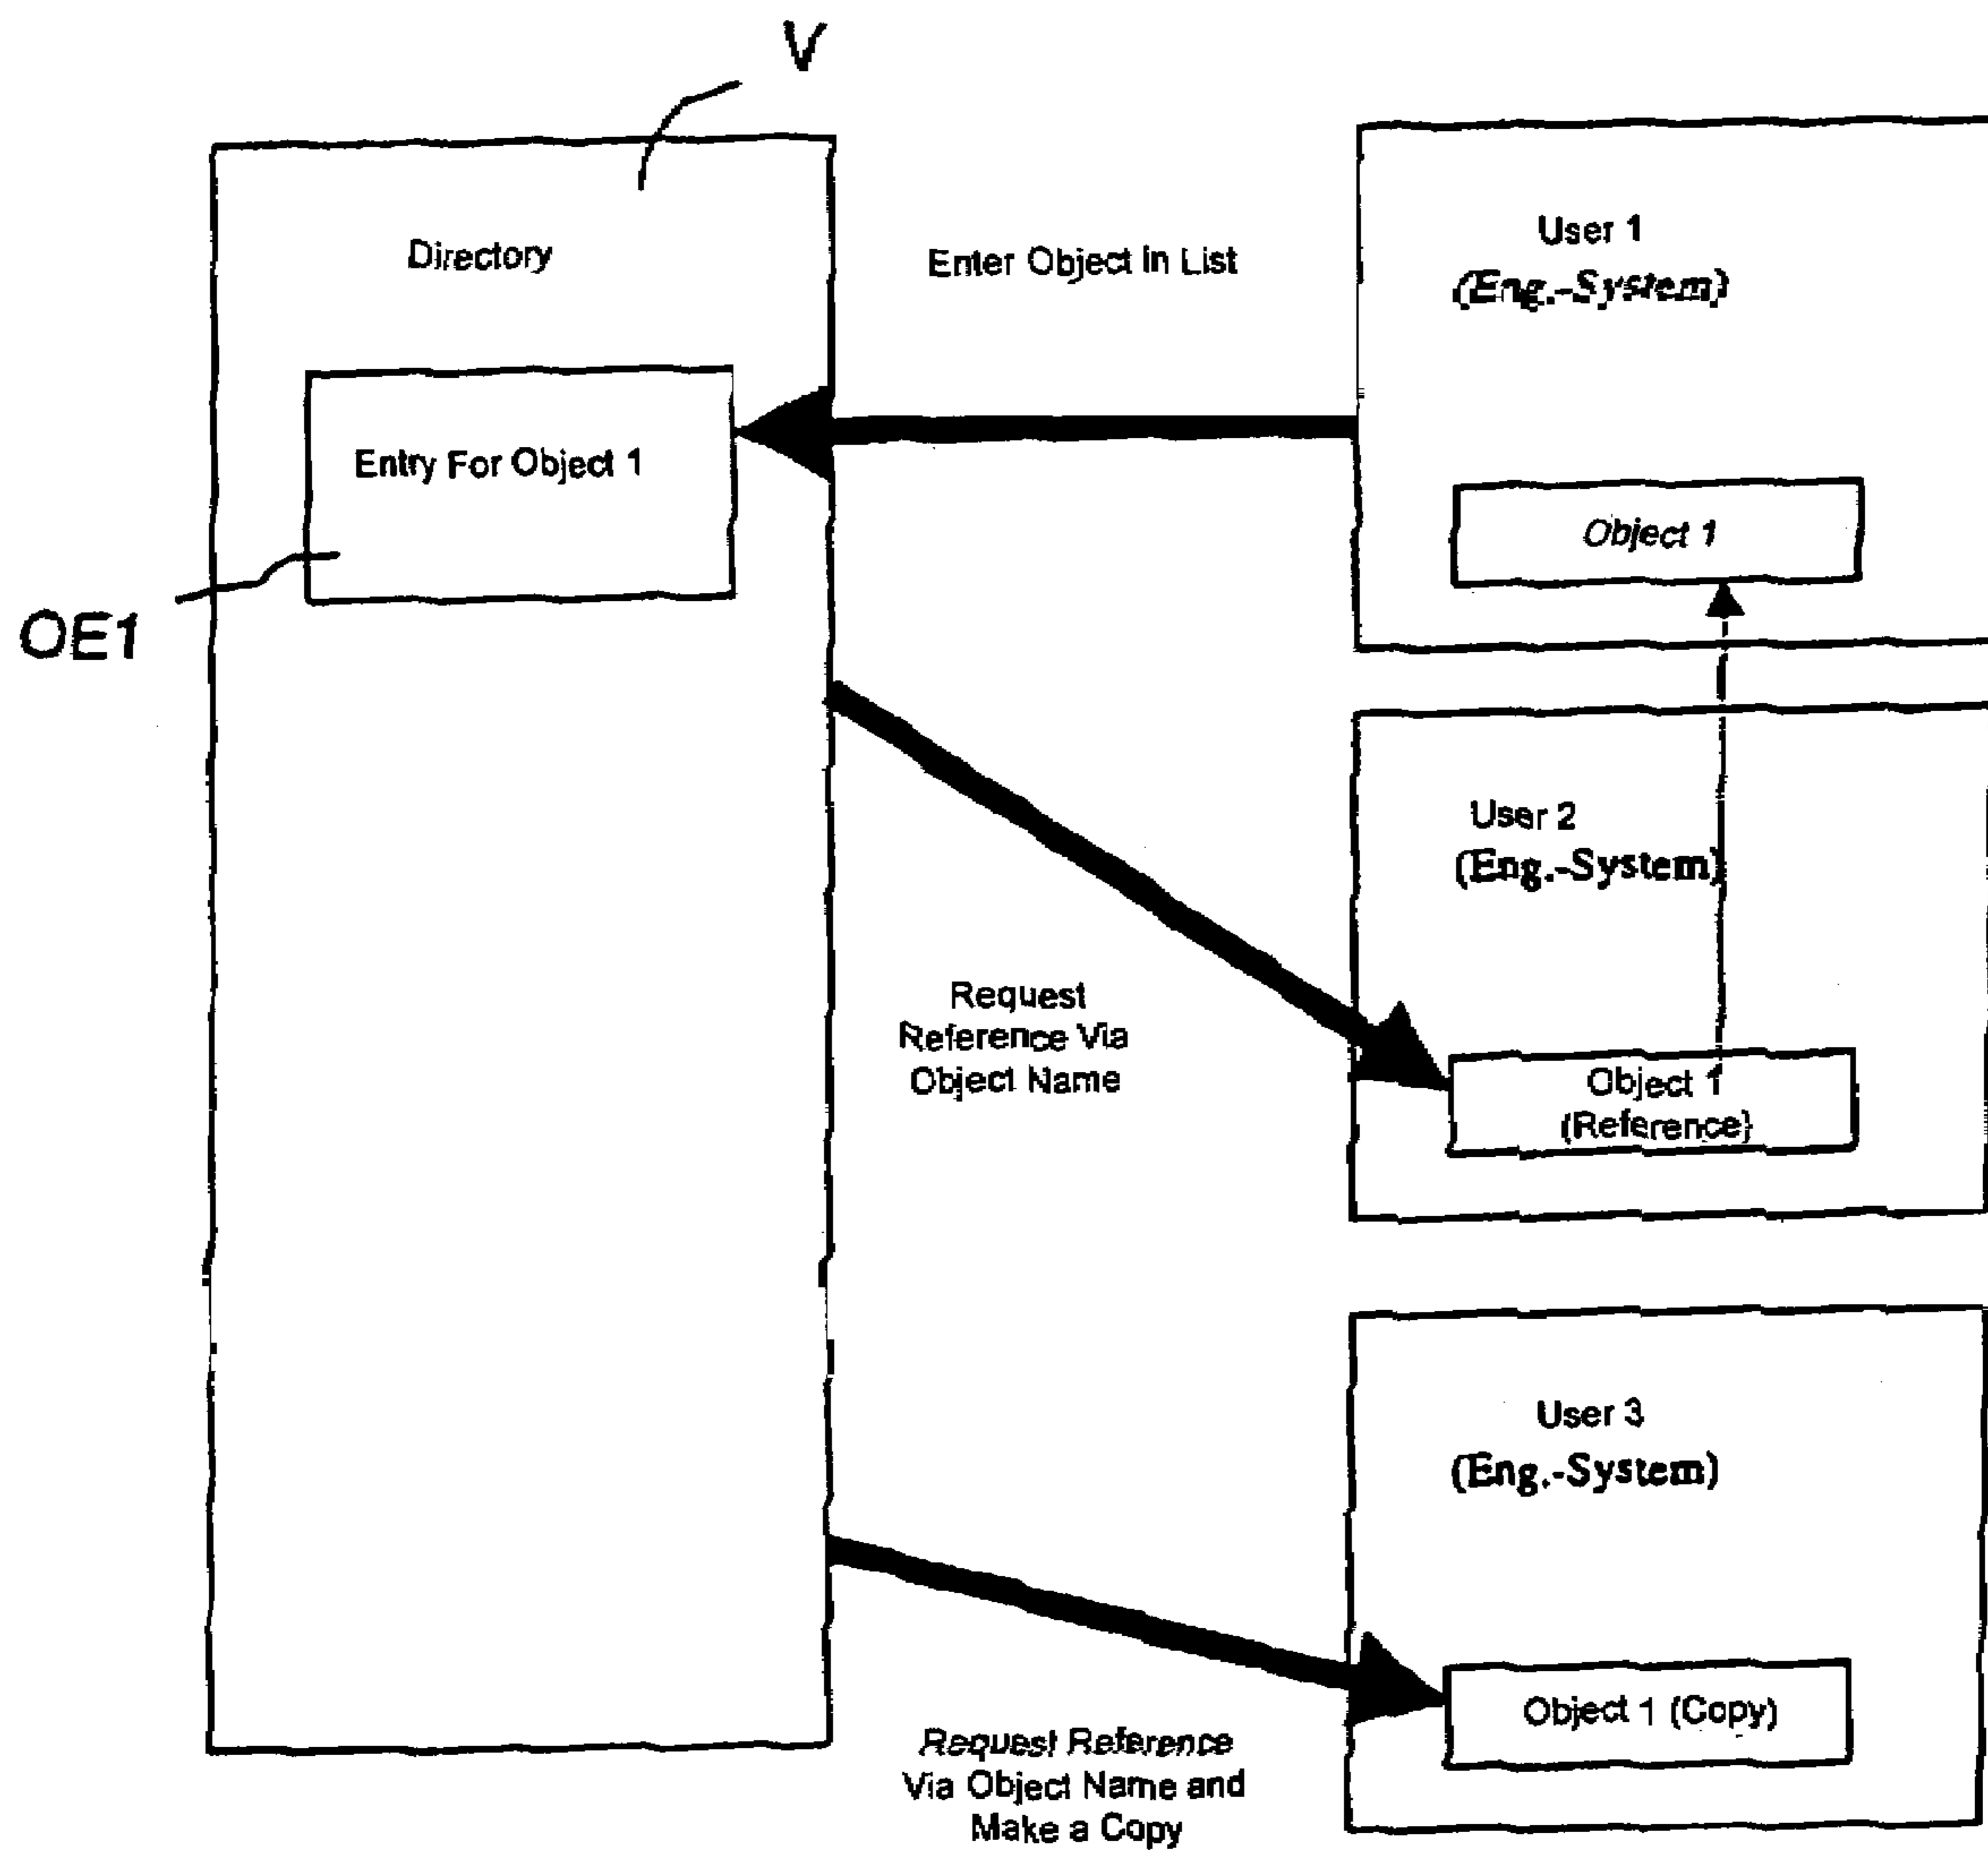 V
Directory
Enter Object in List
User 1
(Eng.-System)
Entry For Object 1
Object 1
OE1
User 2
(Eng.-System)
Request
Reference Via
Object Name
Object 1
(Reference)
User 3
(Eng.-System)
Object 1 (Copy)
Request Reference
Via Object Name and
Make a Copy